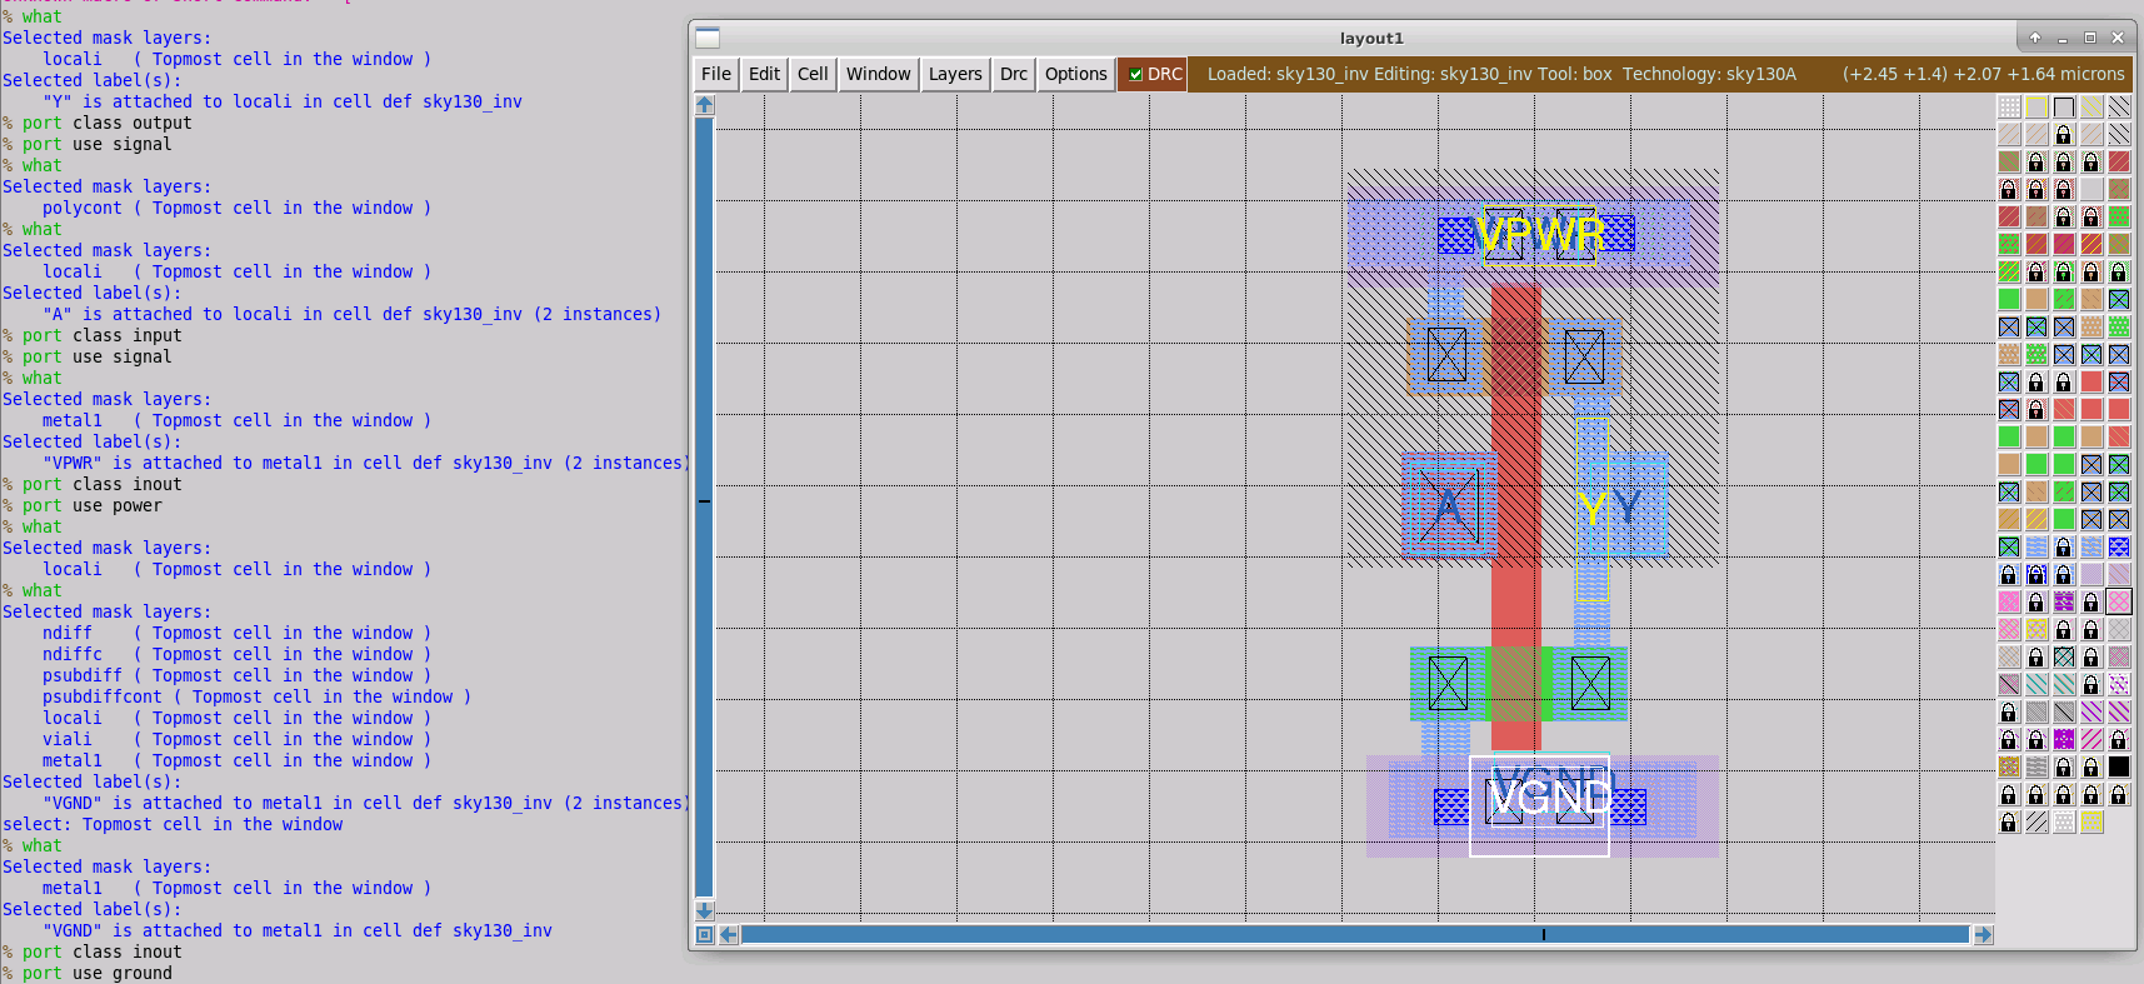 % what
Selected mask layers:
locali ( Topmost cell in the window )
Selected label(s):
"Y" is attached to locali in cell def sky130_inv
% port class output
% port use signal
% what
Selected mask layers:
polycont ( Topmost cell in the window )
% what
Selected mask layers:
locali ( Topmost cell in the window )
Selected label(s):
"A" is attached to locali in cell def sky130_inv (2 instances)
% port class input
% port use signal
% what
Selected mask layers:
metal1 ( Topmost cell in the window )
Selected label(s):
"VPWR" is attached to metal1 in cell def sky130_inv (2 instances)
% port class inout
% port use power
% what
Selected mask layers:
locali ( Topmost cell in the window )
% what
Selected mask layers:
ndiff ( Topmost cell in the window )
ndiffc ( Topmost cell in the window )
psubdiff ( Topmost cell in the window )
psubdiffcont ( Topmost cell in the window )
locali ( Topmost cell in the window )
viali ( Topmost cell in the window )
metal1 ( Topmost cell in the window )
Selected label(s):
"VGND" is attached to metal1 in cell def sky130_inv (2 instances)
select: Topmost cell in the window
% what
Selected mask layers:
metal1 ( Topmost cell in the window )
Selected label(s):
"VGND" is attached to metal1 in cell def sky130_inv
% port class inout
% port use ground
layout1
File Edit Cell Window Layers Drc Options DRC Loaded: sky130_inv Editing: sky130_inv Tool: box Technology: sky130A (+2.45 +1.4) +2.07 +1.64 microns
VPWR
A Y Y
VGND
VGND